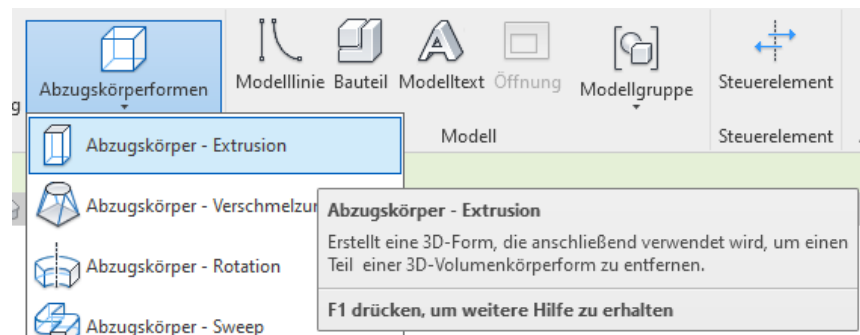 Abzugskörperformen
Modelllinie Bauteil Modelltext Öffnung Modellgruppe Steuerelement
g
Modell Steuerelement
Abzugskörper - Extrusion
Abzugskörper - Verschmelzu
Abzugskörper - Extrusion
Erstellt eine 3D-Form, die anschließend verwendet wird, um einen
Teil einer 3D-Volumenkörperform zu entfernen.
Abzugskörper - Rotation
F1 drücken, um weitere Hilfe zu erhalten
Abzugskörper - Sweep